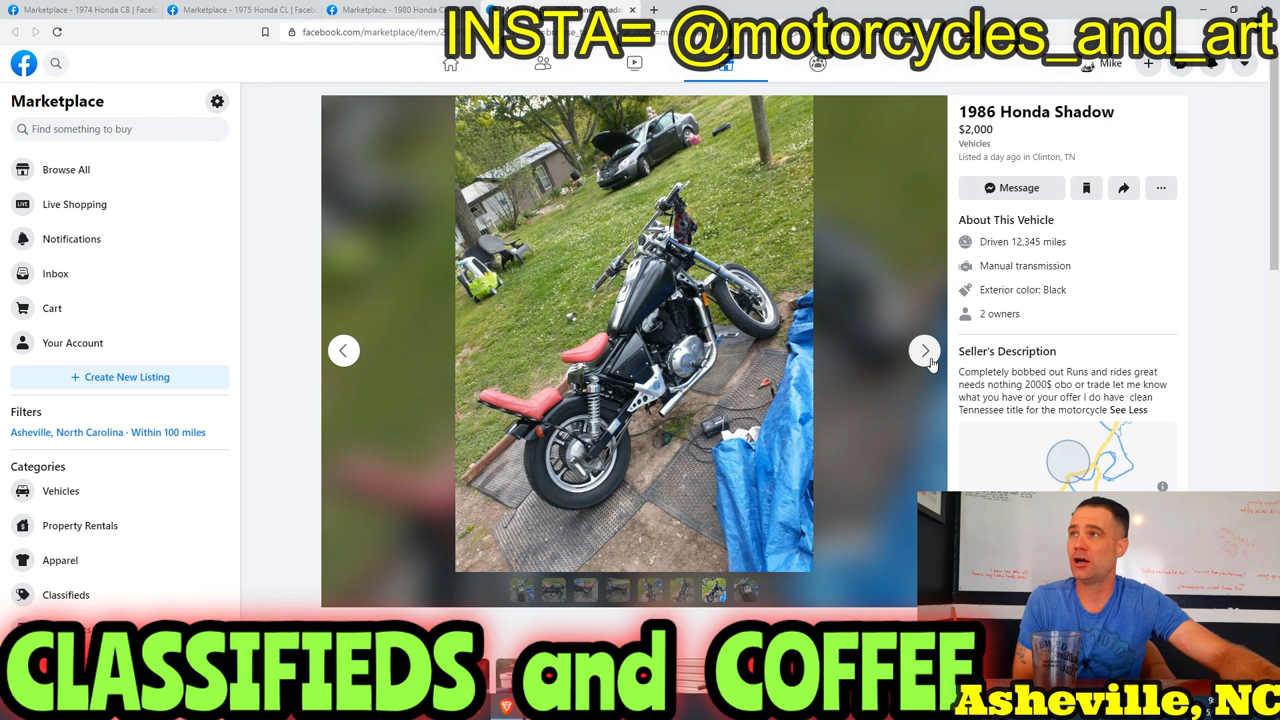 Marketplace - 1974 Honda CB | Faceb
Marketplace - 1975 Honda CL | Faceb
Marketplace - 1980 Honda C
INSTA= @motorcycles_and_art
facebook.com/marketplace/item/2
Mike
Marketplace
Find something to buy
Browse All
LIVE
Live Shopping
Notifications
Inbox
Cart
Your Account
+ Create New Listing
Filters
Asheville, North Carolina · Within 100 miles
Categories
Vehicles
Property Rentals
Apparel
Classifieds
1986 Honda Shadow
$2,000
Vehicles
Listed a day ago in Clinton, TN
Message
About This Vehicle
Driven 12,345 miles
Manual transmission
Exterior color: Black
2 owners
Seller's Description
Completely bobbed out Runs and rides great
needs nothing 2000$ obo or trade let me know
what you have or your offer I do have clean
Tennessee title for the motorcycle See Less
CLASSIFIEDS and COFFEE
Asheville, NC